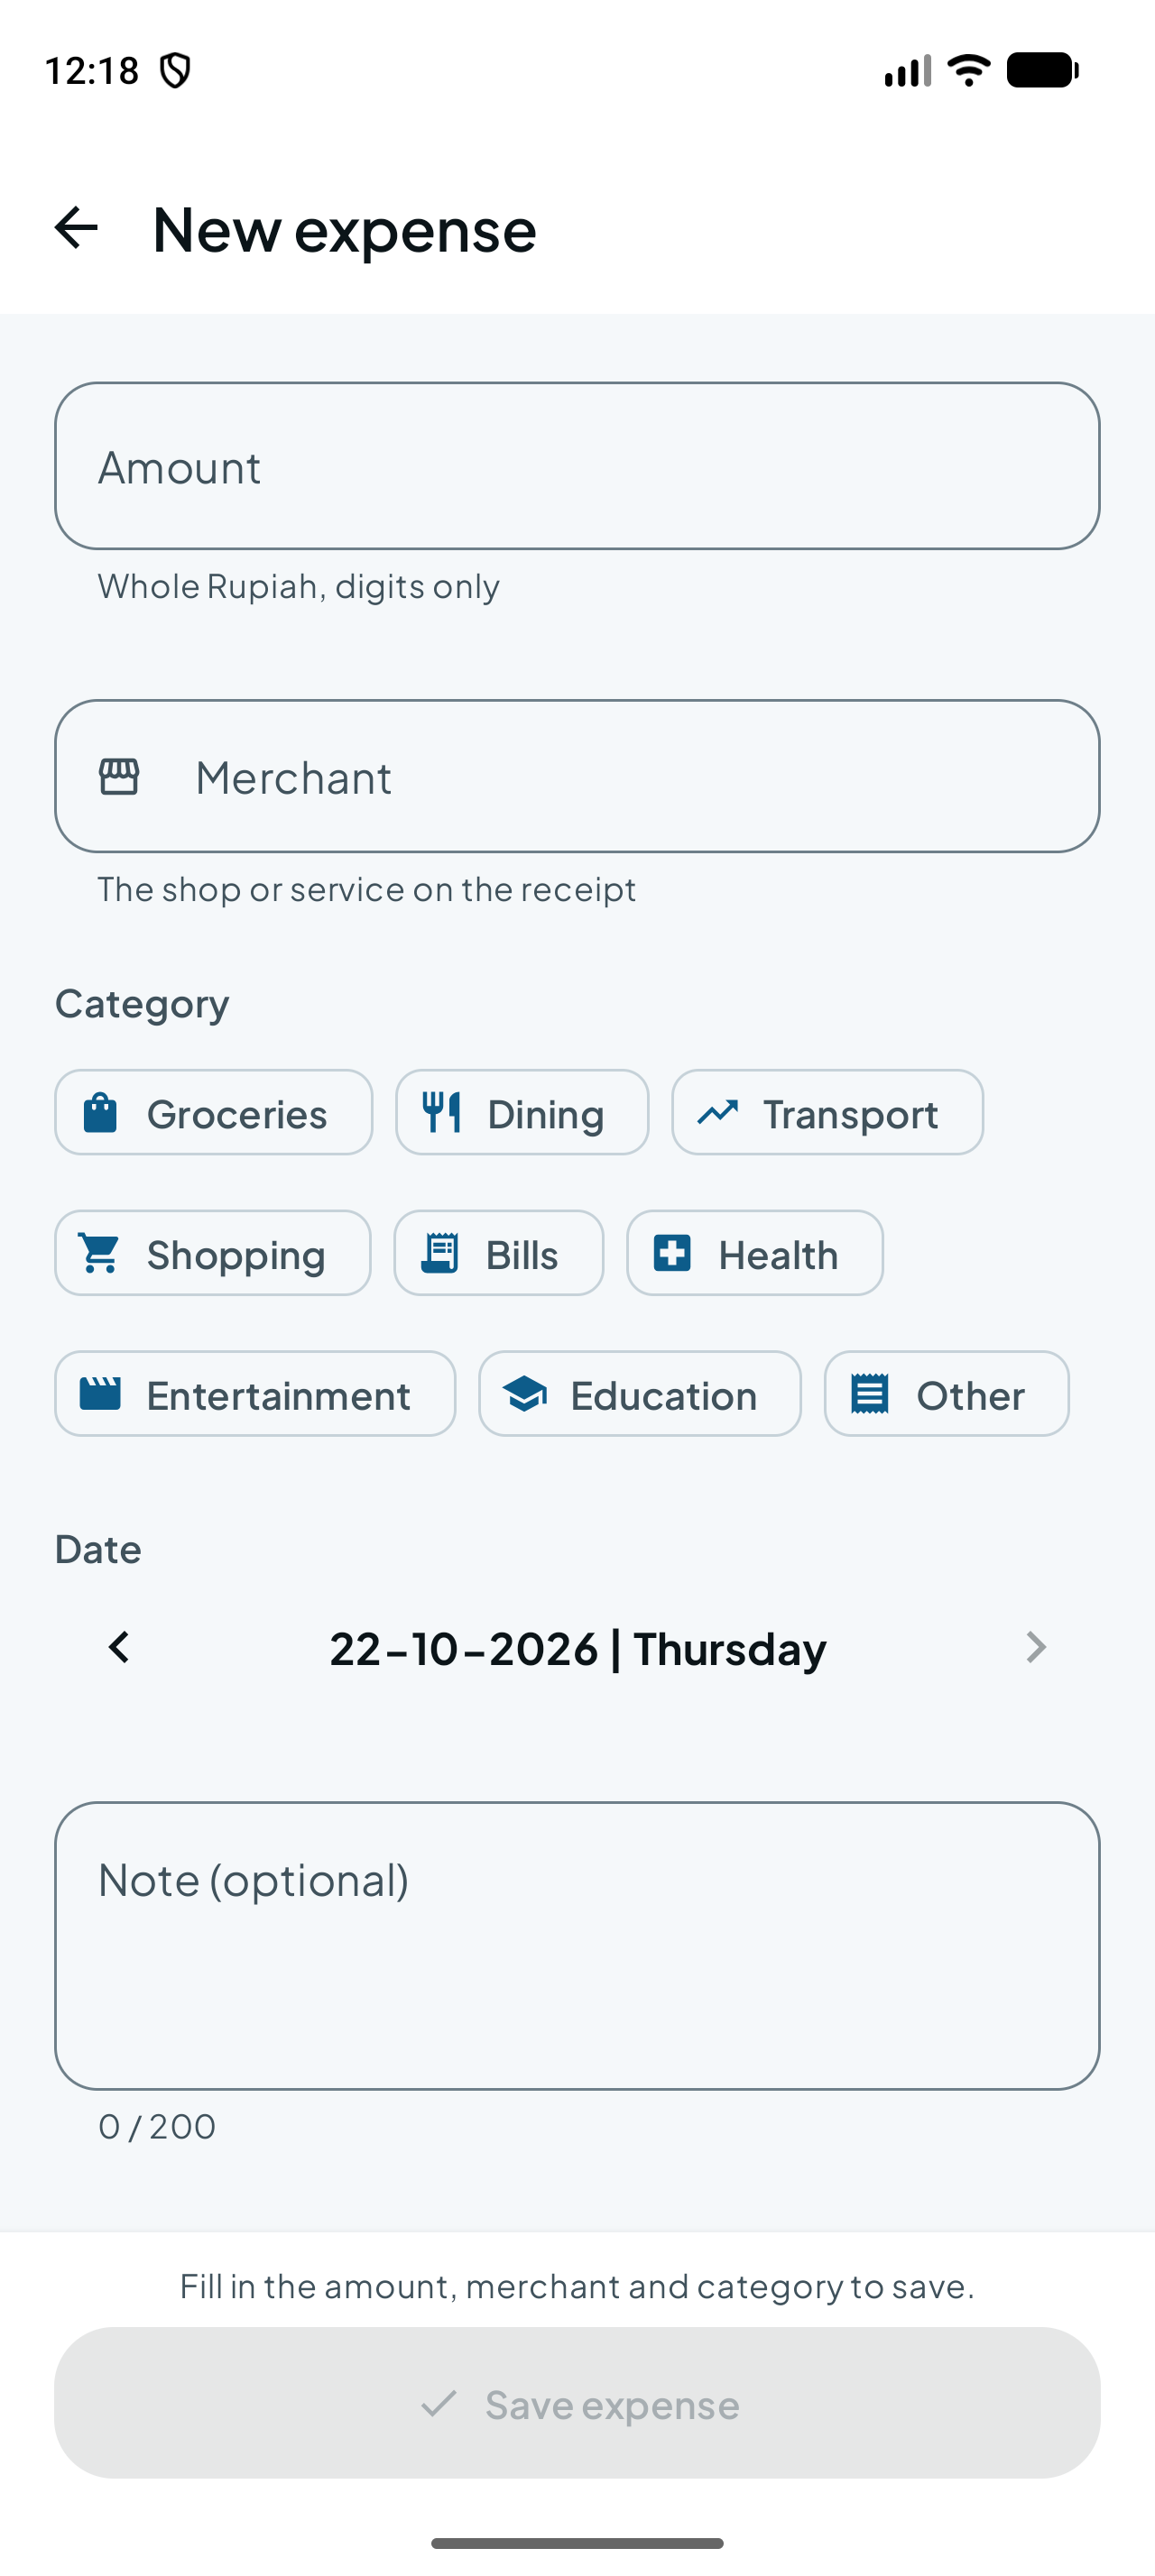 12:18
New expense
Amount
Whole Rupiah, digits only
Merchant
The shop or service on the receipt
Category
Groceries Dining Transport
Shopping Bills Health
Entertainment Education Other
Date
22-10-2026 | Thursday
Note (optional)
0 / 200
Fill in the amount, merchant and category to save.
Save expense